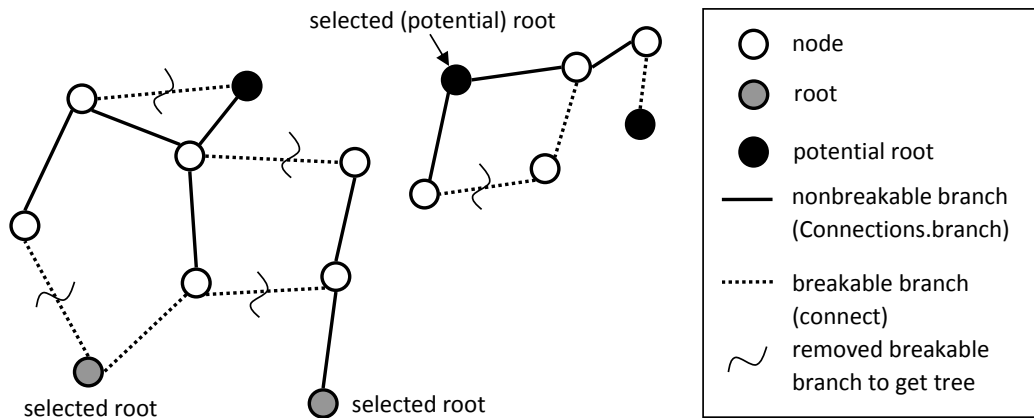 selected (potential) root
selected root
selected root
node
root
potential root
nonbreakable branch
(Connections.branch)
breakable branch
(connect)
removed breakable
branch to get tree